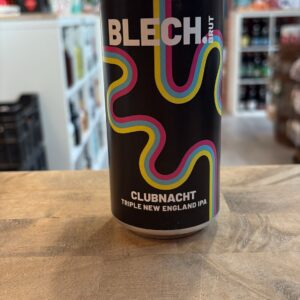 BLECH.
BRUT
CLUBNACHT
TRIPLE NEW ENGLAND IPA